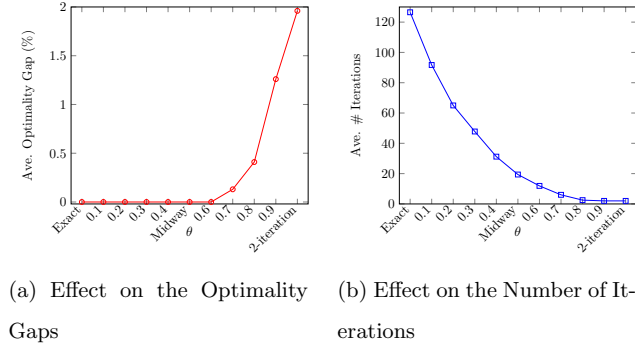 2
1.5
1
0.5
0
Ave. Optimality Gap (%)
Exact
0.1
0.2
0.3
0.4
Midway
0.6
0.7
0.8
0.9
2-iteration
θ
120
100
80
60
40
20
0
Ave. # Iterations
Exact
0.1
0.2
0.3
0.4
Midway
0.6
0.7
0.8
0.9
2-iteration
θ
(a) Effect on the Optimality
Gaps
(b) Effect on the Number of It-
erations